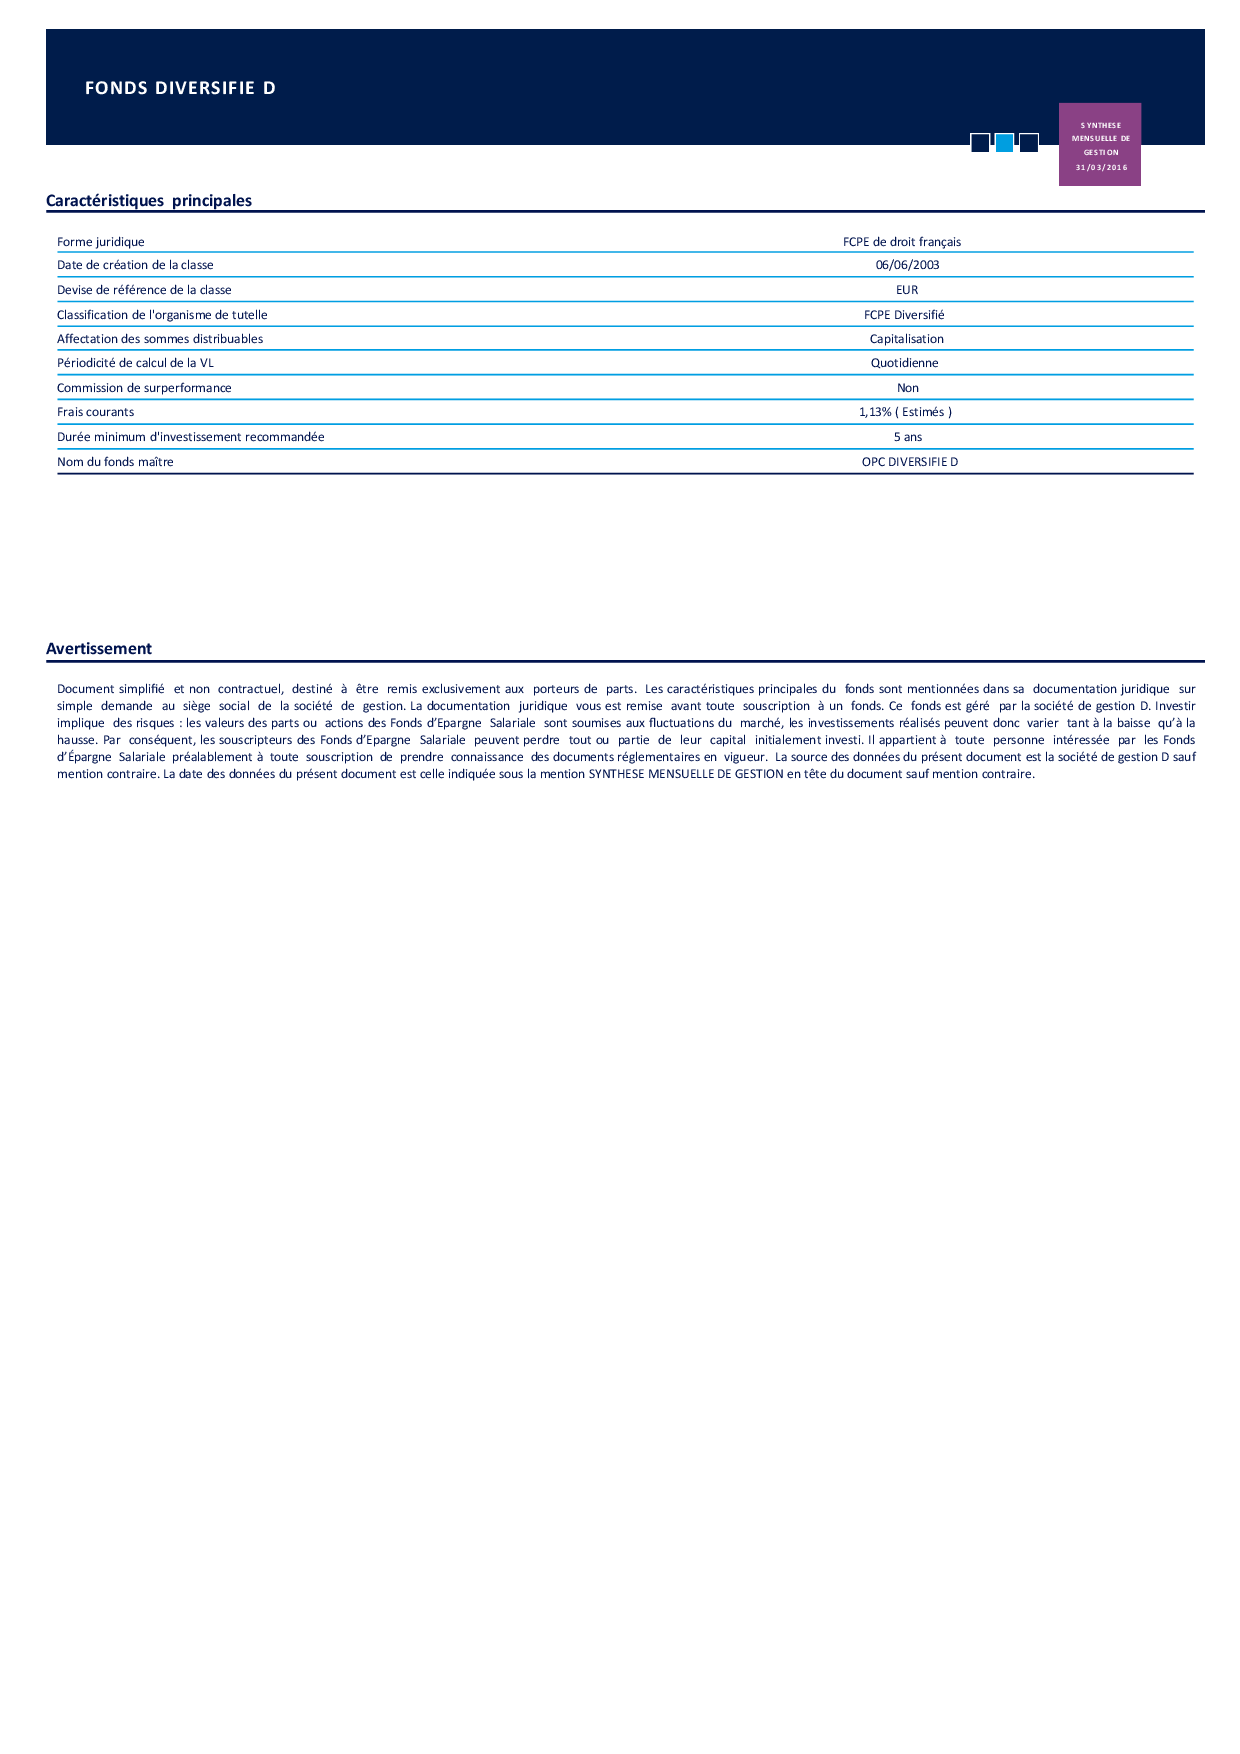 FONDS DIVERSIFIE D
SYNTHESE
MENSUELLE DE
GESTION
31/03/2016
Caractéristiques principales
Forme juridique FCPE de droit français
Date de création de la classe 06/06/2003
Devise de référence de la classe EUR
Classification de l'organisme de tutelle FCPE Diversifié
Affectation des sommes distribuables Capitalisation
Périodicité de calcul de la VL Quotidienne
Commission de surperformance Non
Frais courants 1,13% ( Estimés )
Durée minimum d'investissement recommandée 5 ans
Nom du fonds maître OPC DIVERSIFIE D
Avertissement
Document simplifié et non contractuel, destiné à être remis exclusivement aux porteurs de parts. Les caractéristiques principales du fonds sont mentionnées dans sa documentation juridique sur
simple demande au siège social de la société de gestion. La documentation juridique vous est remise avant toute souscription à un fonds. Ce fonds est géré par la société de gestion D. Investir
implique des risques : les valeurs des parts ou actions des Fonds d’Epargne Salariale sont soumises aux fluctuations du marché, les investissements réalisés peuvent donc varier tant à la baisse qu’à la
hausse. Par conséquent, les souscripteurs des Fonds d’Epargne Salariale peuvent perdre tout ou partie de leur capital initialement investi. Il appartient à toute personne intéressée par les Fonds
d’Épargne Salariale préalablement à toute souscription de prendre connaissance des documents réglementaires en vigueur. La source des données du présent document est la société de gestion D sauf
mention contraire. La date des données du présent document est celle indiquée sous la mention SYNTHESE MENSUELLE DE GESTION en tête du document sauf mention contraire.